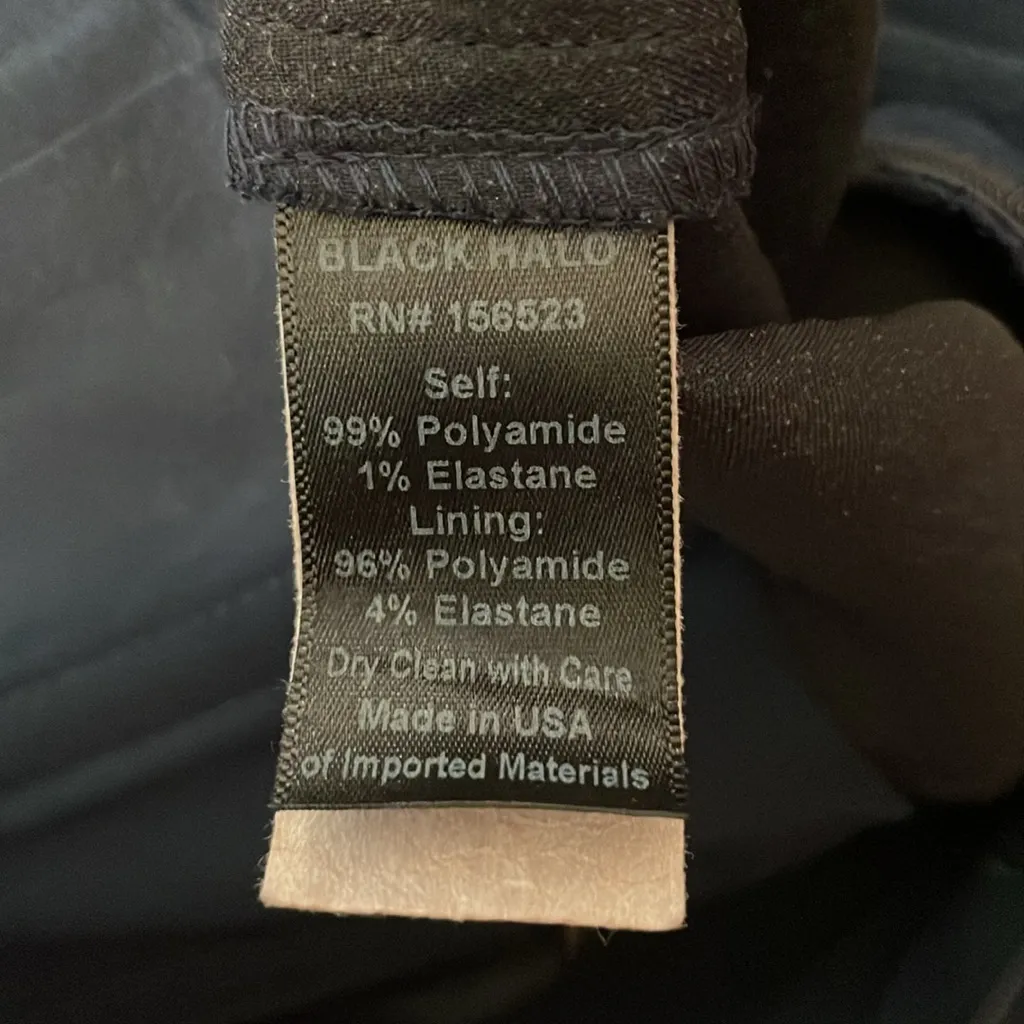 BLACK HALO
RN# 156523
Self:
99% Polyamide
1% Elastane
Lining:
96% Polyamide
4% Elastane
Dry Clean with Care
Made in USA
of Imported Materials